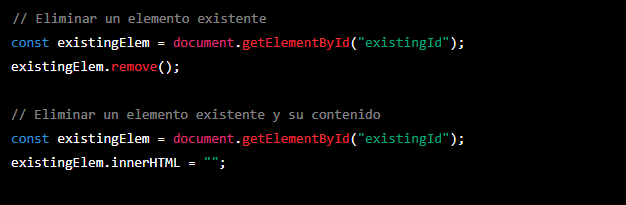 // Eliminar un elemento existente
const existingElem = document.getElementById("existingId");
existingElem.remove();
// Eliminar un elemento existente y su contenido
const existingElem = document.getElementById("existingId");
existingElem.innerHTML = "";